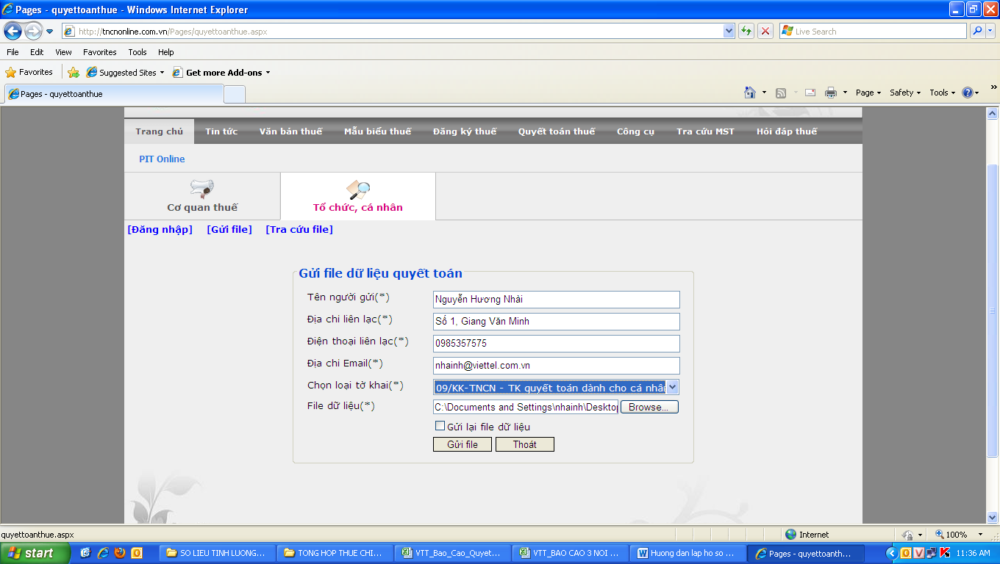 Pages - quyettoanthue - Windows Internet Explorer
http://tncnonline.com.vn/Pages/quyettoanthue.aspx
Live Search
File Edit View Favorites Tools Help
Favorites Suggested Sites Get more Add-ons
Pages - quyettoanthue
Page Safety Tools
Trang chủ Tin tức Văn bản thuế Mẫu biểu thuế Đăng ký thuế Quyết toán thuế Công cụ Tra cứu MST Hỏi đáp thuế
PIT Online
Cơ quan thuế Tổ chức, cá nhân
[Đăng nhập] [Gửi file] [Tra cứu file]
Gửi file dữ liệu quyết toán
Tên người gửi(*) Nguyễn Hương Nhài
Địa chỉ liên lạc(*) Số 1, Giang Văn Minh
Điện thoại liên lạc(*) 0985357575
Địa chỉ Email(*) nhainh@viettel.com.vn
Chọn loại tờ khai(*) 09/KK-TNCN - TK quyết toán dành cho cá nhân
File dữ liệu(*) C:\Documents and Settings\nhainh\Desktop Browse...
Gửi lại file dữ liệu
Gửi file Thoát
quyettoanthue.aspx Internet 100%
start SO LIEU TINH LUONG... TONG HOP THUE CHI... VTT_Bao_Cao_Quyet... VTT_BAO CAO 3 NOI ... Huong dan lap ho so ... Pages - quyettoanth... 11:36 AM